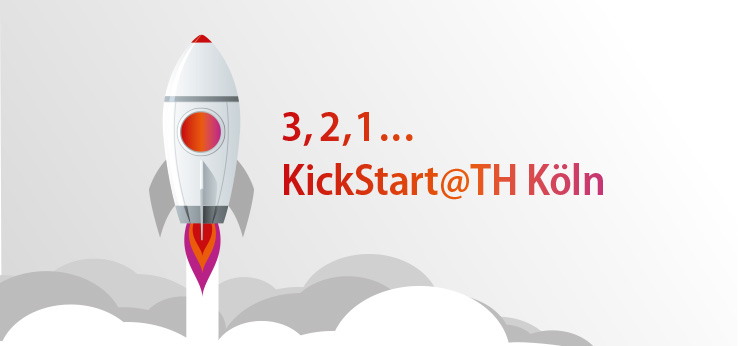 3, 2, 1 ...
KickStart@TH Köln